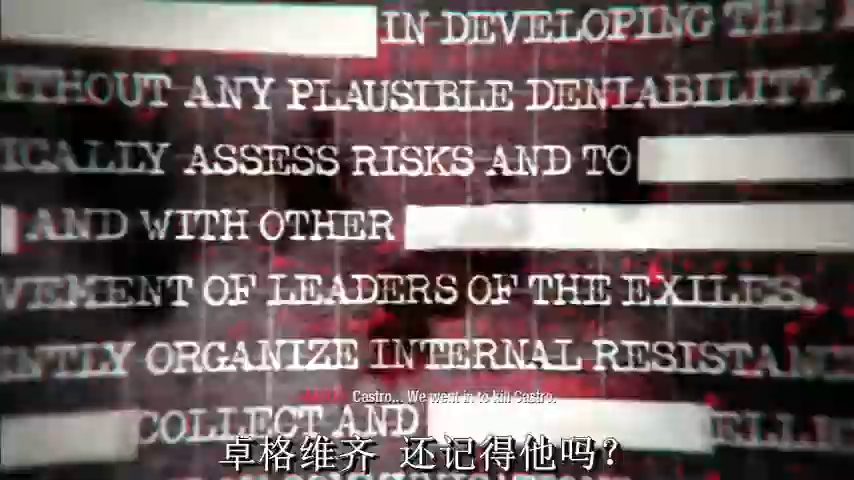 IN DEVELOPING THE
ITHOUT ANY PLAUSIBLE DENIABILITY.
ICALLY ASSESS RISKS AND TO
AND WITH OTHER
VEMENT OF LEADERS OF THE EXILES.
NTLY ORGANIZE INTERNAL RESISTANC
Castro... We went in to kill Castro.
COLLECT AND
卓格维齐 还记得他吗？